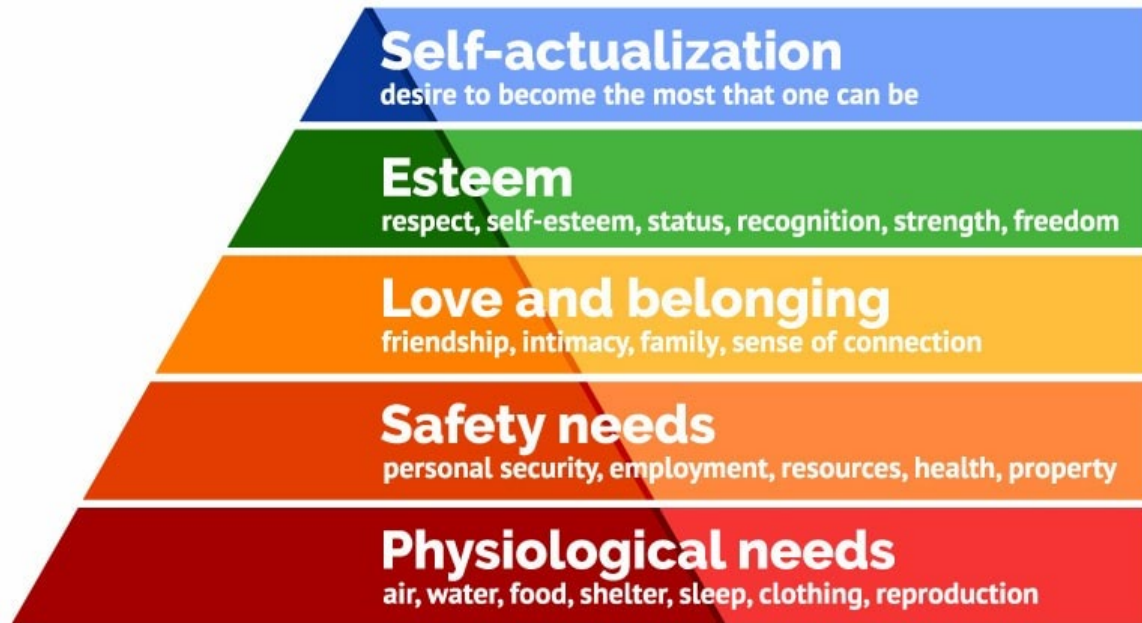 Self-actualization
desire to become the most that one can be
Esteem
respect, self-esteem, status, recognition, strength, freedom
Love and belonging
friendship, intimacy, family, sense of connection
Safety needs
personal security, employment, resources, health, property
Physiological needs
air, water, food, shelter, sleep, clothing, reproduction